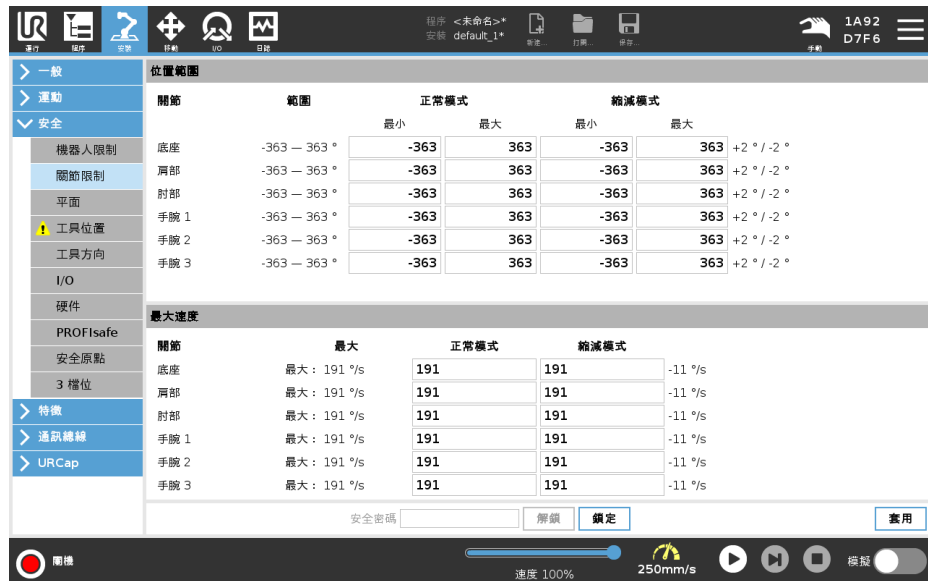 程序 <未命名>*
安裝 default_1*
1A92
D7F6
運行 程序 安裝 移動 I/O 日誌 新建... 打開... 保存... 手動
一般
運動
安全
機器人限制
關節限制
平面
工具位置
工具方向
I/O
硬件
PROFIsafe
安全原點
3 檔位
特徵
通訊總線
URCap
位置範圍
關節 範圍 正常模式 縮減模式
最小 最大 最小 最大
底座 -363 — 363 ° -363 363 -363 363 +2 ° / -2 °
肩部 -363 — 363 ° -363 363 -363 363 +2 ° / -2 °
肘部 -363 — 363 ° -363 363 -363 363 +2 ° / -2 °
手腕 1 -363 — 363 ° -363 363 -363 363 +2 ° / -2 °
手腕 2 -363 — 363 ° -363 363 -363 363 +2 ° / -2 °
手腕 3 -363 — 363 ° -363 363 -363 363 +2 ° / -2 °
最大速度
關節 最大 正常模式 縮減模式
底座 最大： 191 °/s 191 191 -11 °/s
肩部 最大： 191 °/s 191 191 -11 °/s
肘部 最大： 191 °/s 191 191 -11 °/s
手腕 1 最大： 191 °/s 191 191 -11 °/s
手腕 2 最大： 191 °/s 191 191 -11 °/s
手腕 3 最大： 191 °/s 191 191 -11 °/s
安全密碼 解鎖 鎖定 套用
關機
速度 100%
250mm/s
模擬